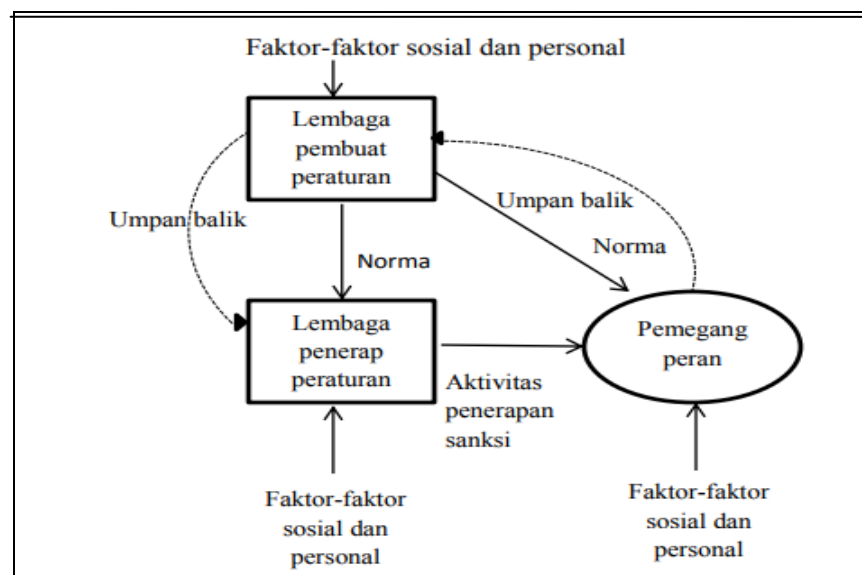 Faktor-faktor sosial dan personal
Lembaga
pembuat
peraturan
Umpan balik
Umpan balik
Norma
Norma
Lembaga
penerap
peraturan
Pemegang
peran
Aktivitas
penerapan
sanksi
Faktor-faktor
sosial dan
personal
Faktor-faktor
sosial dan
personal